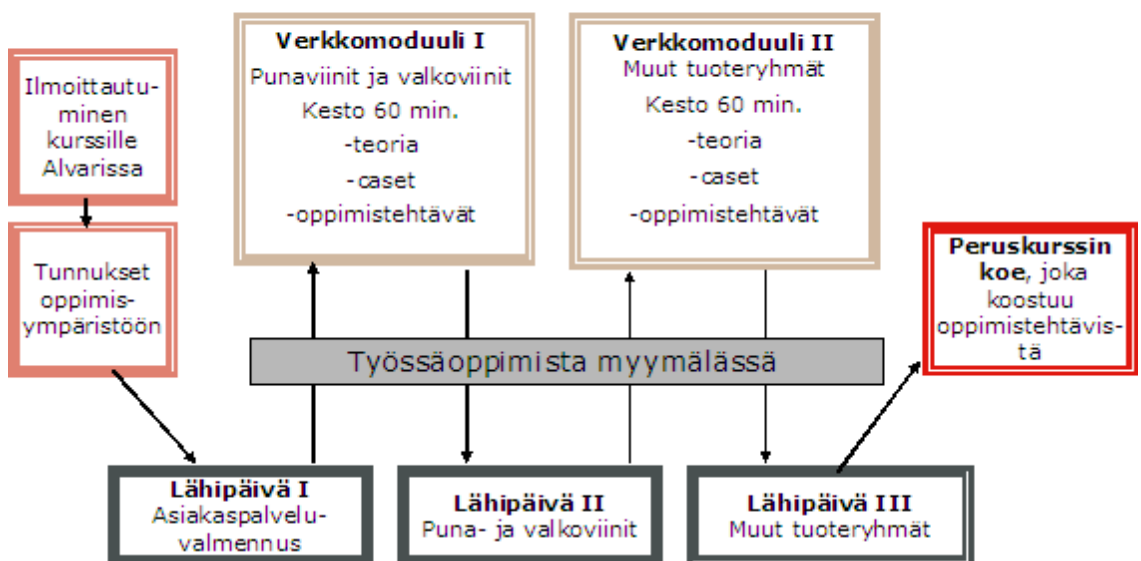 Ilmoittautu-
minen
kurssille
Alvarissa
Tunnukset
oppimis-
ympäristöön
Verkkomoduuli I
Punaviinit ja valkoviinit
Kesto 60 min.
-teoria
-caset
-oppimistehtävät
Verkkomoduuli II
Muut tuoteryhmät
Kesto 60 min.
-teoria
-caset
-oppimistehtävät
Peruskurssin
koe, joka
koostuu
oppimistehtävis-
tä
Työssäoppimista myymälässä
Lähipäivä I
Asiakaspalvelu-
valmennus
Lähipäivä II
Puna- ja valkoviinit
Lähipäivä III
Muut tuoteryhmät